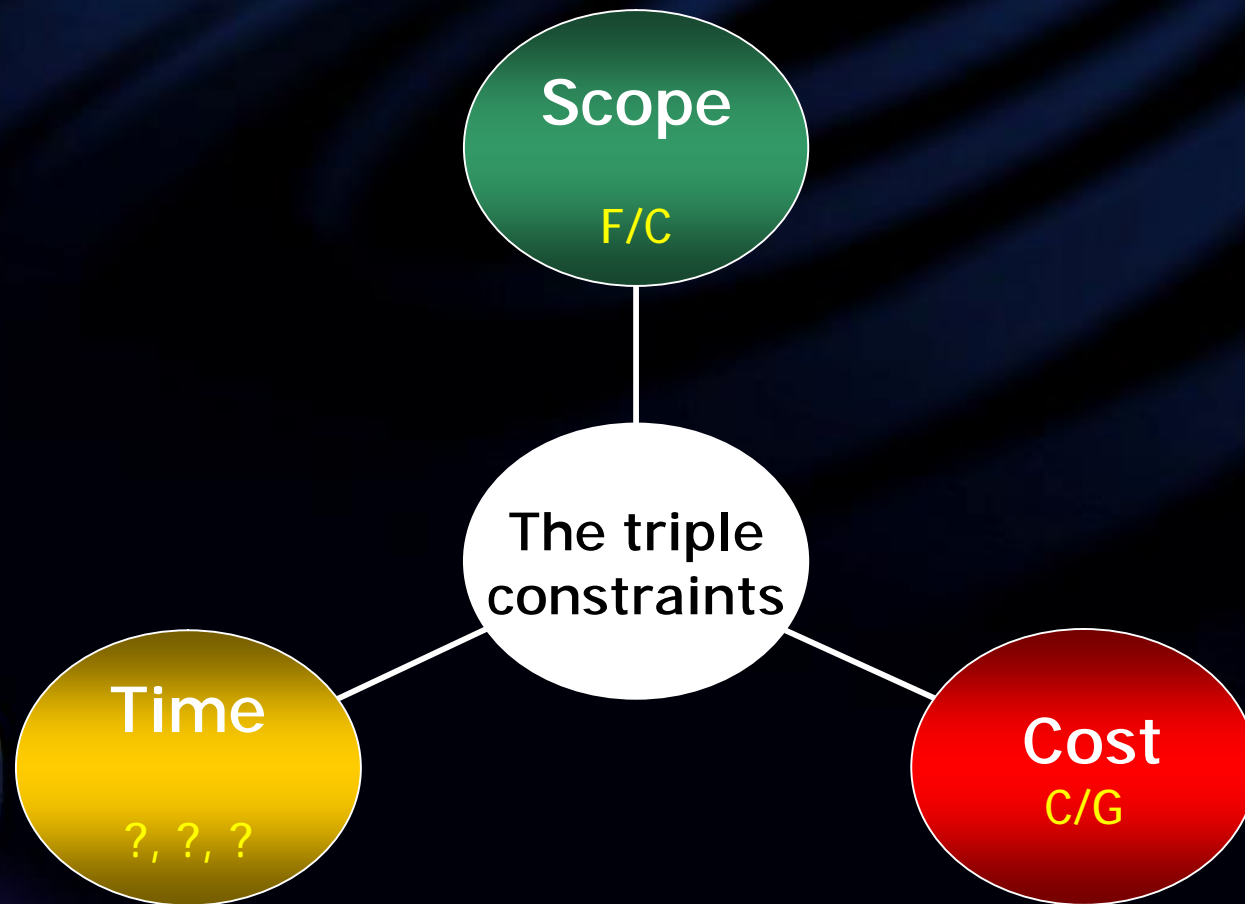 Scope
F/C
The triple
constraints
Time
?, ?, ?
Cost
C/G